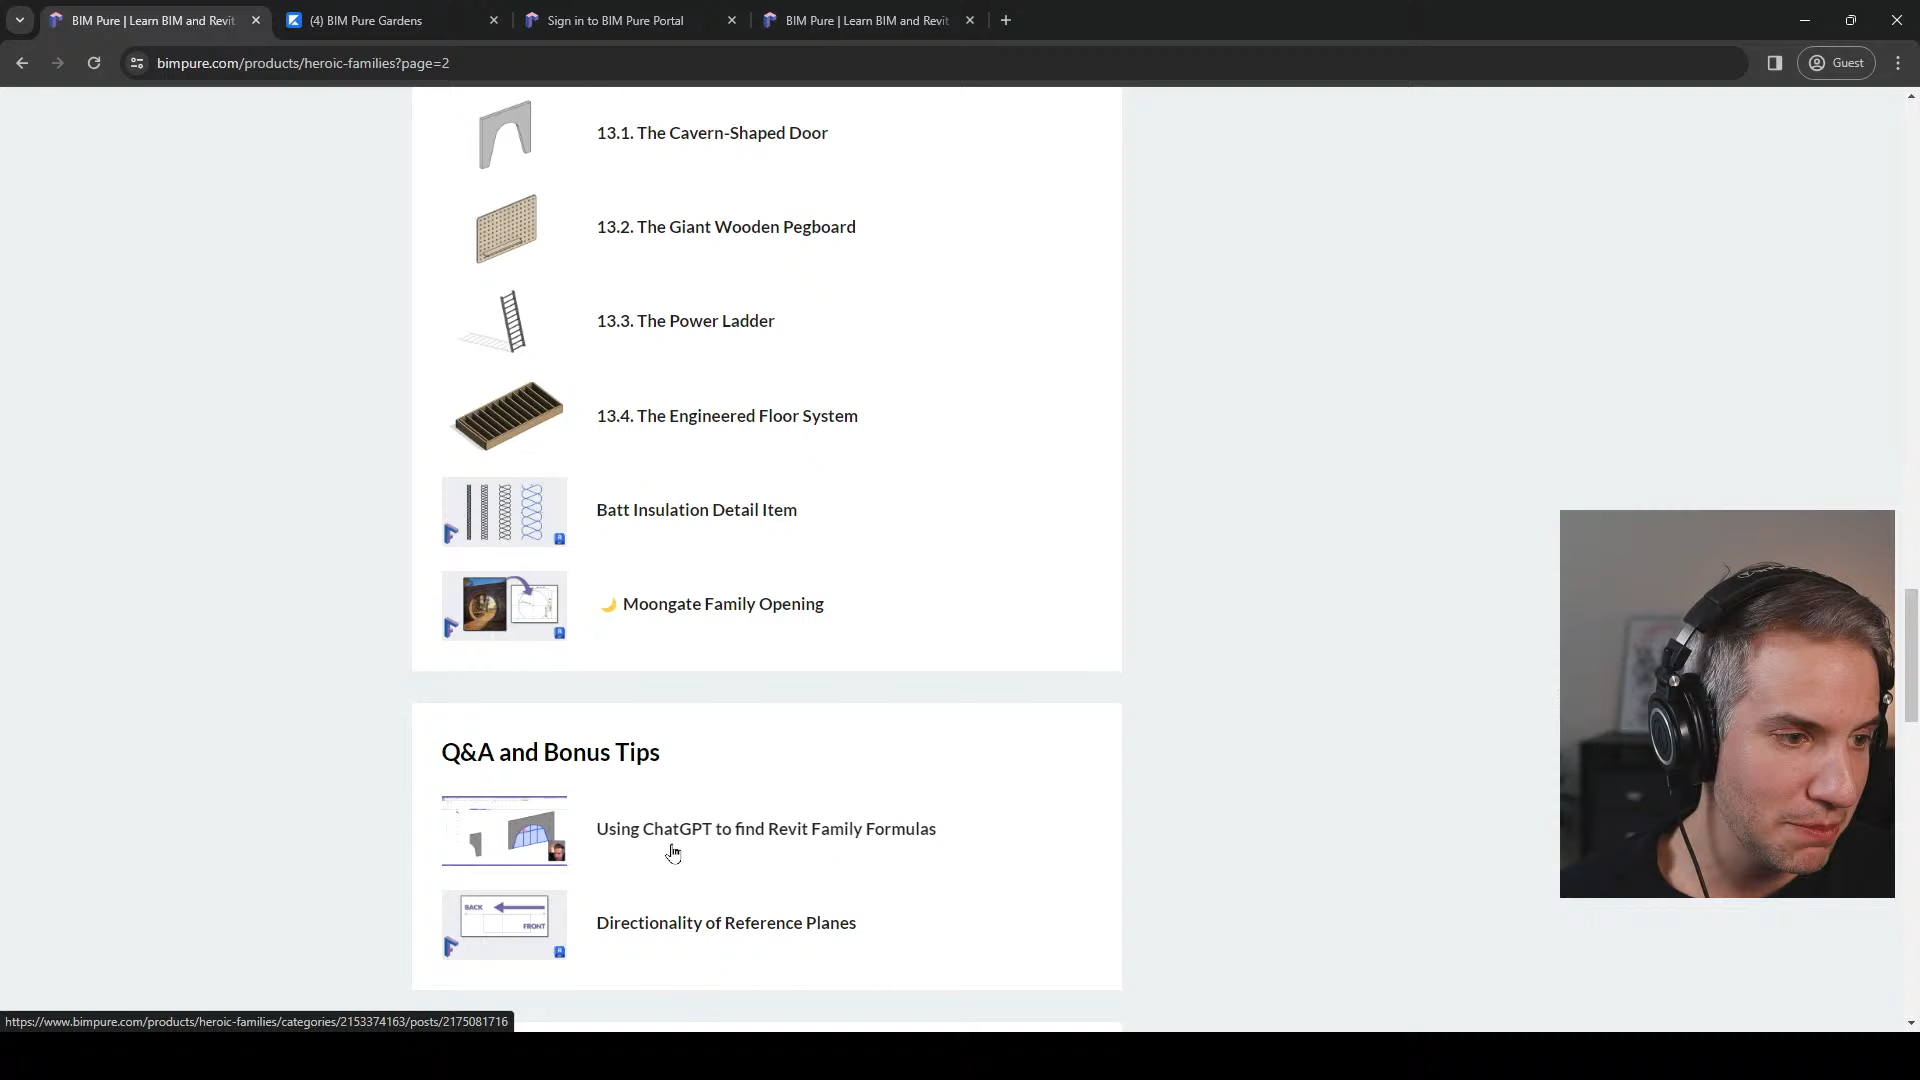 BIM Pure | Learn BIM and Revit
(4) BIM Pure Gardens
Sign in to BIM Pure Portal
BIM Pure | Learn BIM and Revit
bimpure.com/products/heroic-families?page=2
Guest
13.1. The Cavern-Shaped Door
13.2. The Giant Wooden Pegboard
13.3. The Power Ladder
13.4. The Engineered Floor System
Batt Insulation Detail Item
🌙 Moongate Family Opening
Q&A and Bonus Tips
Using ChatGPT to find Revit Family Formulas
BACK
FRONT
Directionality of Reference Planes
https://www.bimpure.com/products/heroic-families/categories/2153374163/posts/2175081716